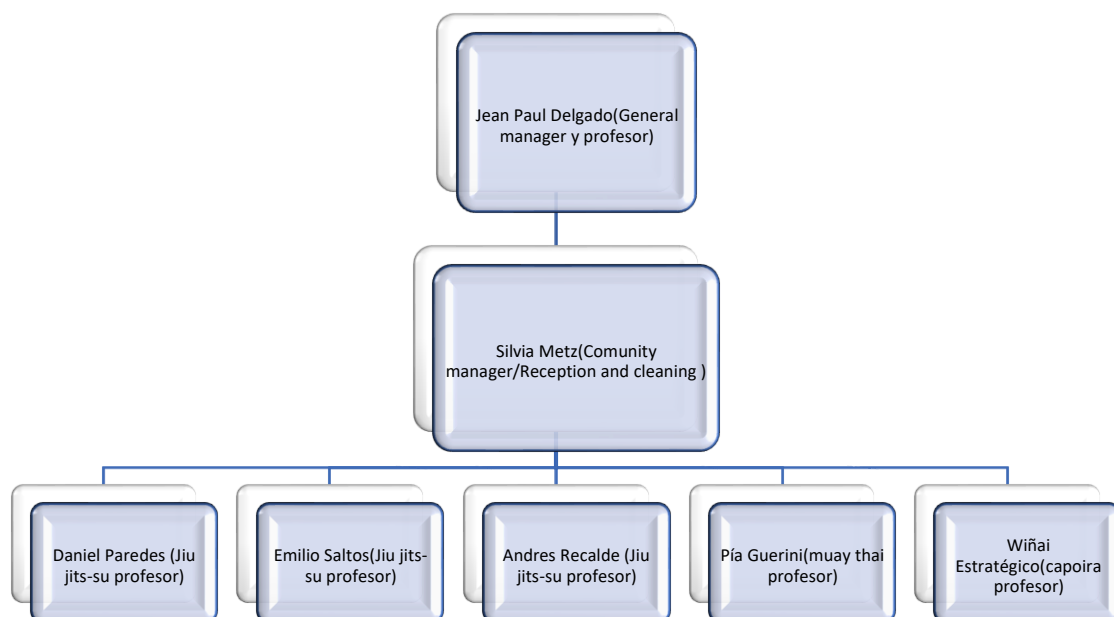 Jean Paul Delgado(General
manager y profesor)
Silvia Metz(Comunity
manager/Reception and cleaning )
Daniel Paredes (Jiu
jits-su profesor)
Emilio Saltos(Jiu jits-
su profesor)
Andres Recalde (Jiu
jits-su profesor)
Pía Guerini(muay thai
profesor)
Wiñai
Estratégico(capoira
profesor)